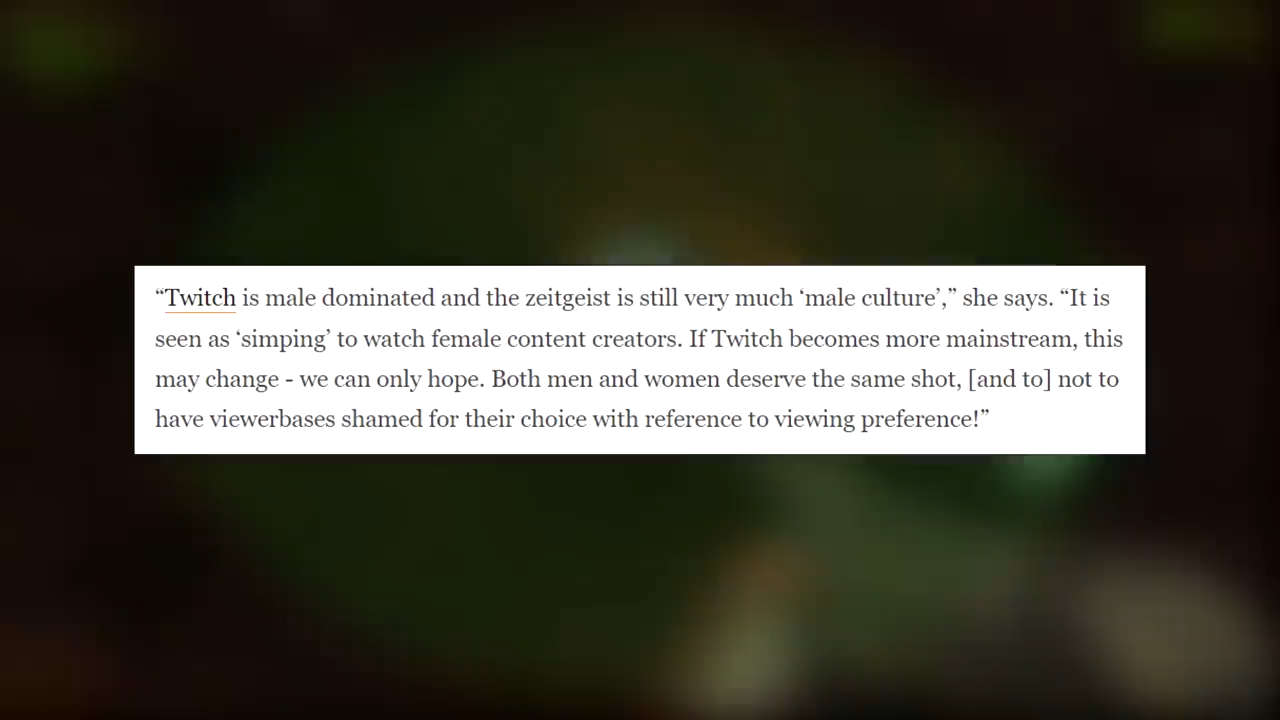 “Twitch is male dominated and the zeitgeist is still very much ‘male culture’,” she says. “It is
seen as ‘simping’ to watch female content creators. If Twitch becomes more mainstream, this
may change - we can only hope. Both men and women deserve the same shot, [and to] not to
have viewerbases shamed for their choice with reference to viewing preference!”